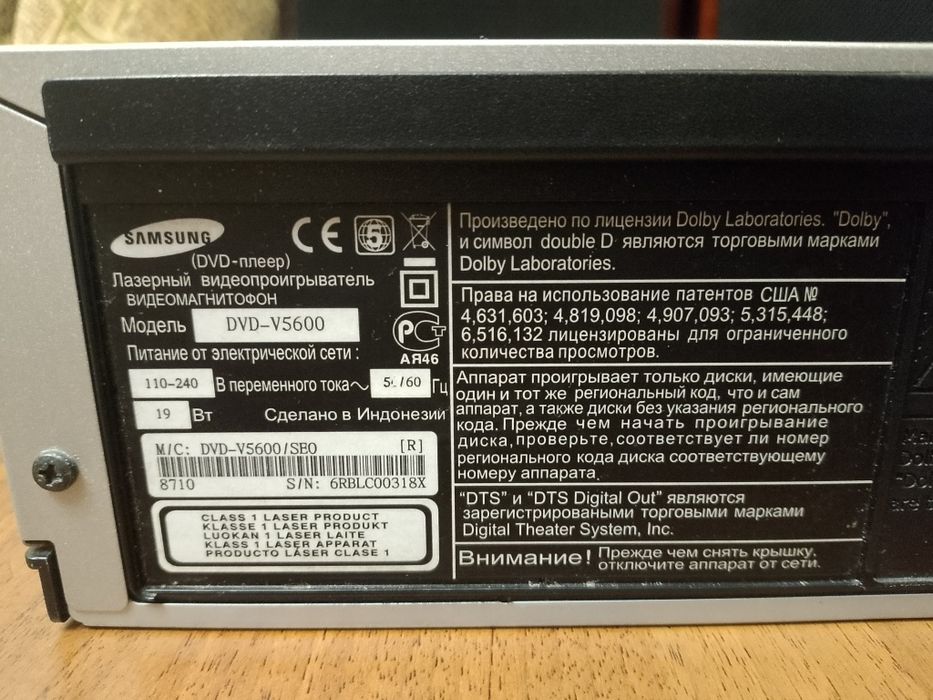 SAMSUNG
CE 5
(DVD-плеер)
Лазерный видеопроигрыватель
ВИДЕОМАГНИТОФОН
Модель DVD-V5600
РСТ
АЯ46
Питание от электрической сети :
110-240 В переменного тока~ 50/60 Гц
19 Вт Сделано в Индонезии
M/C: DVD-V5600/SEO [R]
8710 S/N: 6RBLC00318X
CLASS 1 LASER PRODUCT
KLASSE 1 LASER PRODUKT
LUOKAN 1 LASER LAITE
KLASS 1 LASER APPARAT
PRODUCTO LÁSER CLASE 1
Произведено по лицензии Dolby Laboratories. "Dolby",
и символ double D являются торговыми марками
Dolby Laboratories.
Права на использование патентов США №
4,631,603; 4,819,098; 4,907,093; 5,315,448;
6,516,132 лицензированы для ограниченного
количества просмотров.
Аппарат проигрывает только диски, имеющие
один и тот же региональный код, что и сам
аппарат, а также диски без указания регионального
кода. Прежде чем начать проигрывание
диска, проверьте, соответствует ли номер
регионального кода диска соответствующему
номеру аппарата.
"DTS" и "DTS Digital Out" являются
зарегистрироваными торговыми марками
Digital Theater System, Inc.
Внимание! Прежде чем снять крышку,
отключите аппарат от сети.